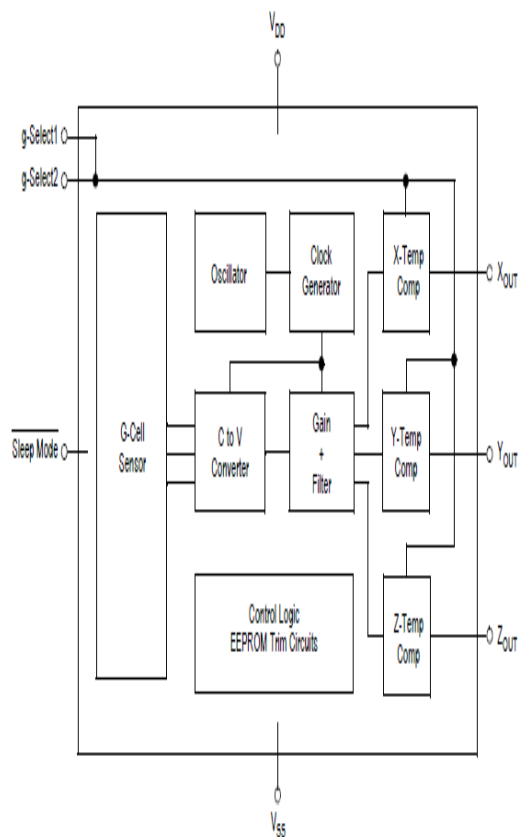 VDD
g-Select1
g-Select2
Oscillator
Clock
Generator
X-Temp
Comp
XOUT
Sleep Mode
G-Cell
Sensor
C to V
Converter
Gain
+
Filter
Y-Temp
Comp
YOUT
Control Logic
EEPROM Trim Circuits
Z-Temp
Comp
ZOUT
VSS